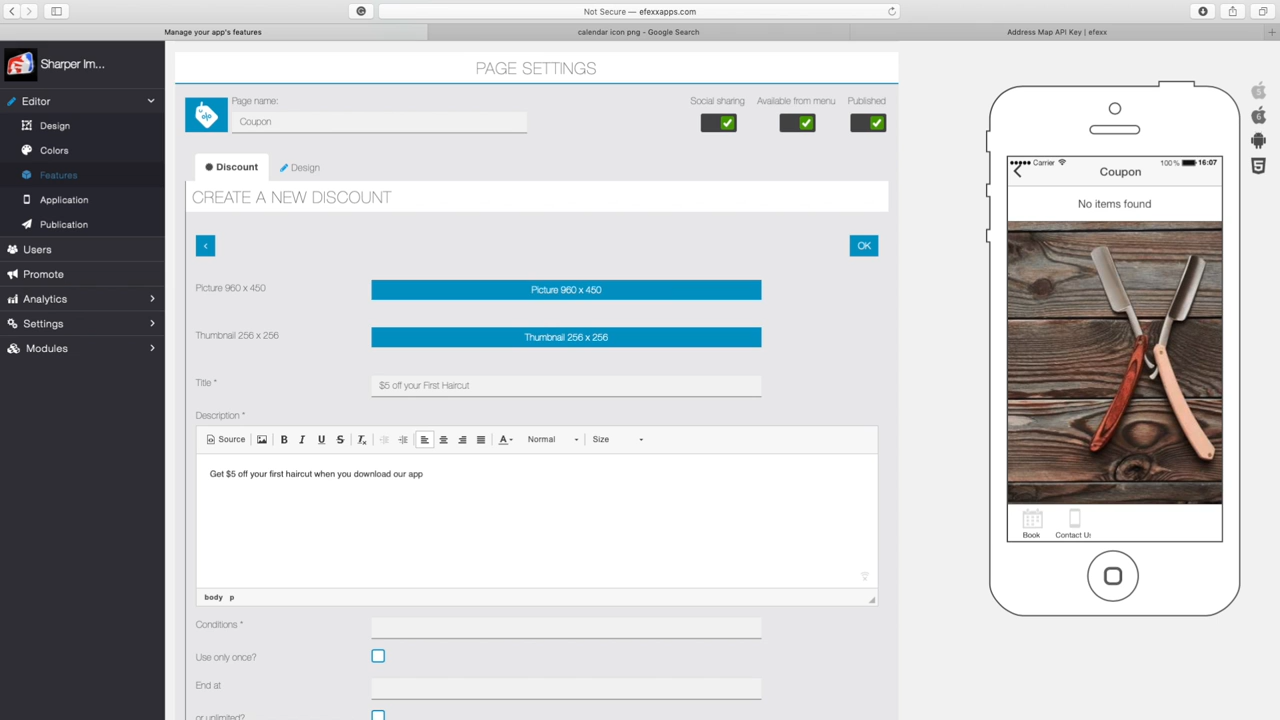 Not Secure — efexxapps.com
Manage your app's features
calendar icon png - Google Search
Address Map API Key | efexx
Sharper Im...
Editor
Design
Colors
Features
Application
Publication
Users
Promote
Analytics
Settings
Modules
PAGE SETTINGS
Page name:
Coupon
Social sharing
Available from menu
Published
Discount
Design
CREATE A NEW DISCOUNT
<
OK
Picture 960 x 450
Picture 960 x 450
Thumbnail 256 x 256
Thumbnail 256 x 256
Title *
$5 off your First Haircut
Description *
Source
B I U S Tx
A
Normal
Size
Get $5 off your first haircut when you download our app
body p
Conditions *
Use only once?
End at
or unlimited?
Carrier
100 %
16:07
Coupon
No items found
Book
Contact Us